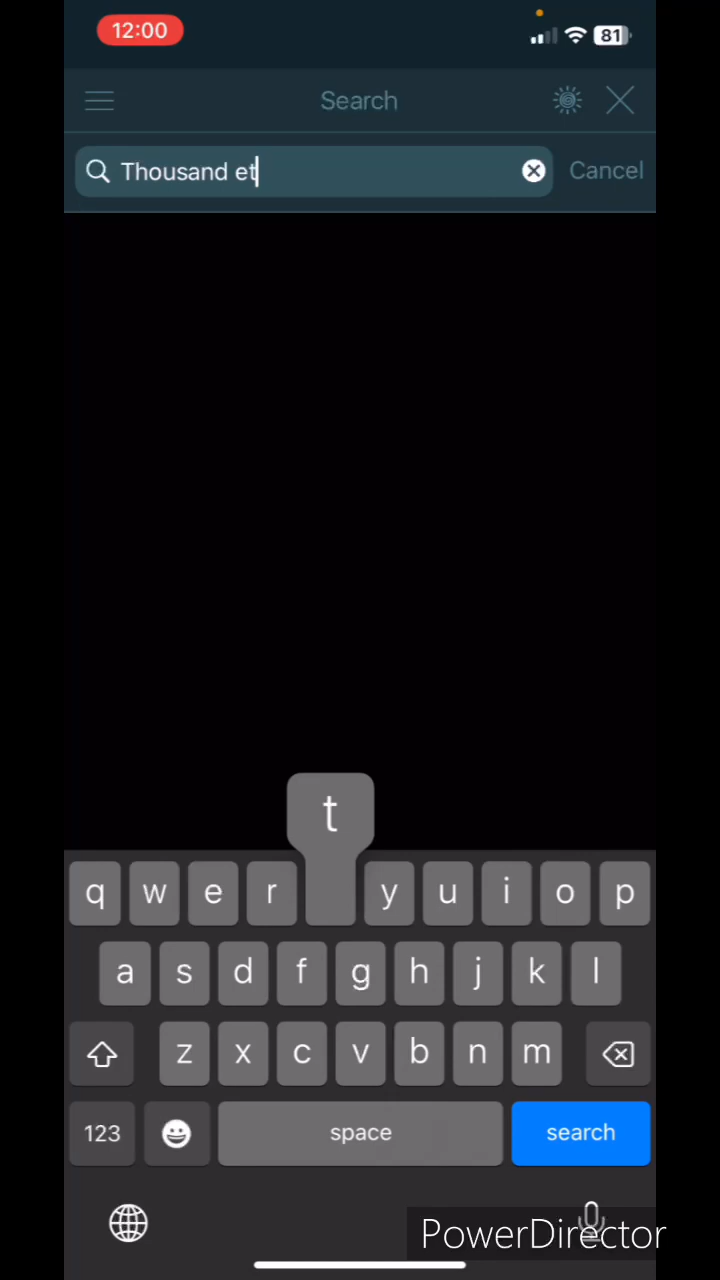 12:00 81
Search
Thousand et Cancel
t
q w e r y u i o p
a s d f g h j k l
z x c v b n m
123 space search
PowerDirector